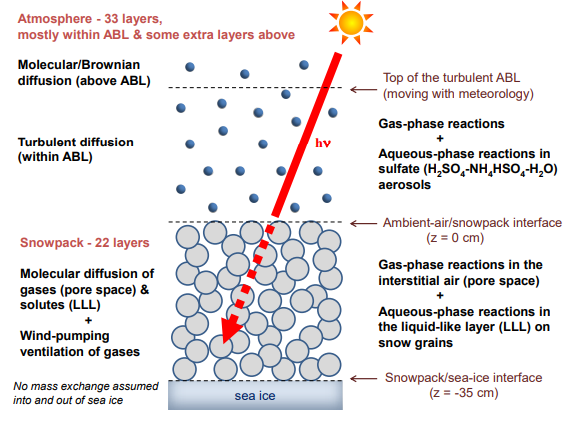 Atmosphere - 33 layers,
mostly within ABL & some extra layers above
Molecular/Brownian
diffusion (above ABL)
Top of the turbulent ABL
(moving with meteorology)
Gas-phase reactions
+
Aqueous-phase reactions in
sulfate (H₂SO₄-NH₄HSO₄-H₂O)
aerosols
hν
Turbulent diffusion
(within ABL)
Ambient-air/snowpack interface
(z = 0 cm)
Snowpack - 22 layers
Molecular diffusion of
gases (pore space) &
solutes (LLL)
+
Wind-pumping
ventilation of gases
Gas-phase reactions in the
interstitial air (pore space)
+
Aqueous-phase reactions in
the liquid-like layer (LLL) on
snow grains
No mass exchange assumed
into and out of sea ice
sea ice
Snowpack/sea-ice interface
(z = -35 cm)